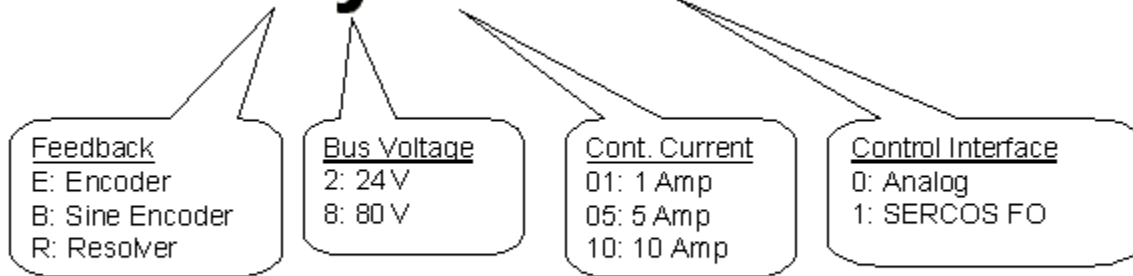 Feedback
E: Encoder
B: Sine Encoder
R: Resolver
Bus Voltage
2: 24 V
8: 80 V
Cont. Current
01: 1 Amp
05: 5 Amp
10: 10 Amp
Control Interface
0: Analog
1: SERCOS FO